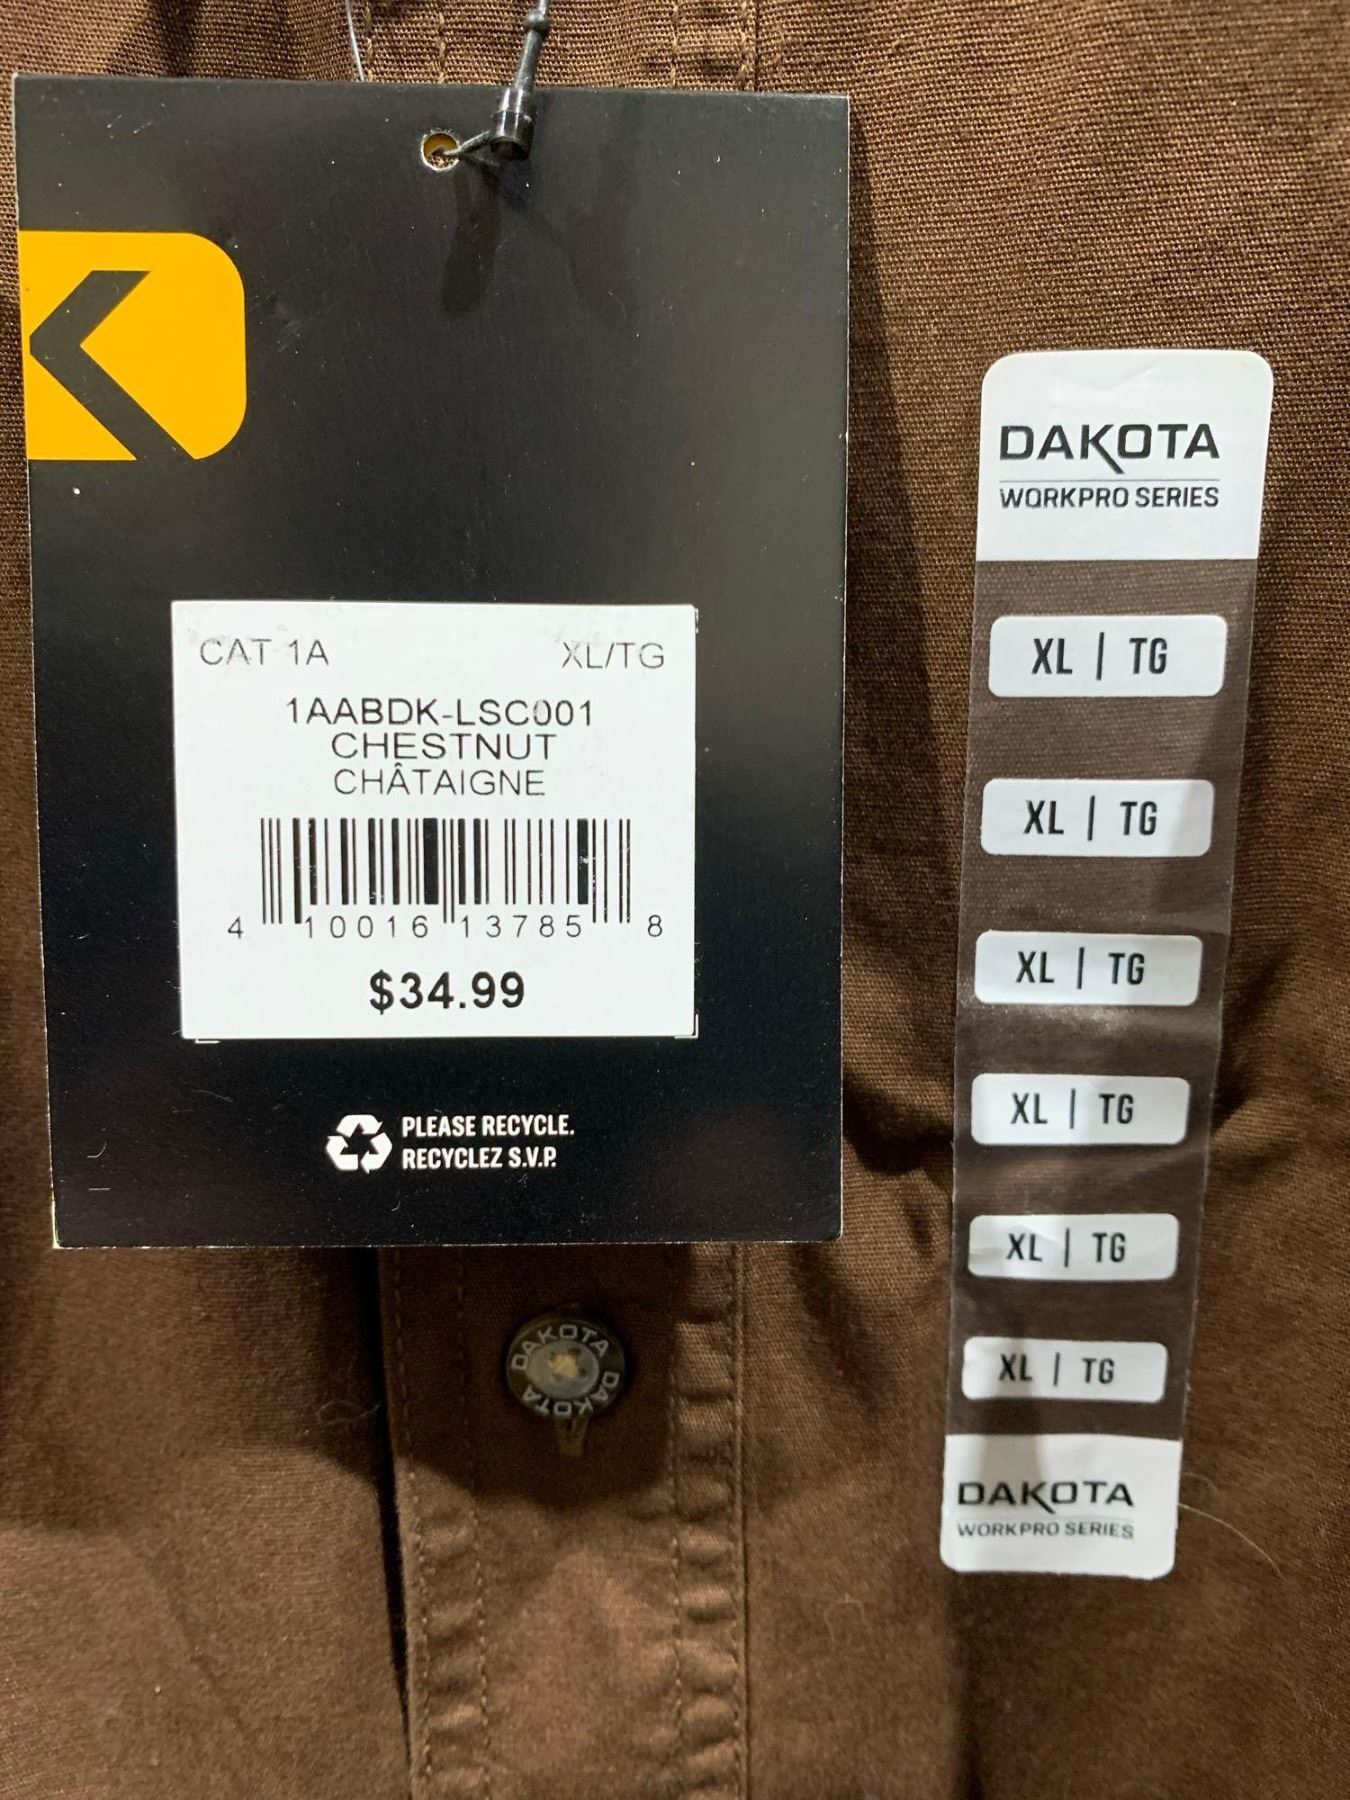 K
CAT 1A XL/TG
1AABDK-LSC001
CHESTNUT
CHÂTAIGNE
4 10016 13785 8
$34.99
PLEASE RECYCLE.
RECYCLEZ S.V.P.
DAKOTA
WORKPRO SERIES
XL | TG
XL | TG
XL | TG
XL | TG
XL | TG
XL | TG
DAKOTA
WORKPRO SERIES
DAKOTA DAKOTA DAKOTA